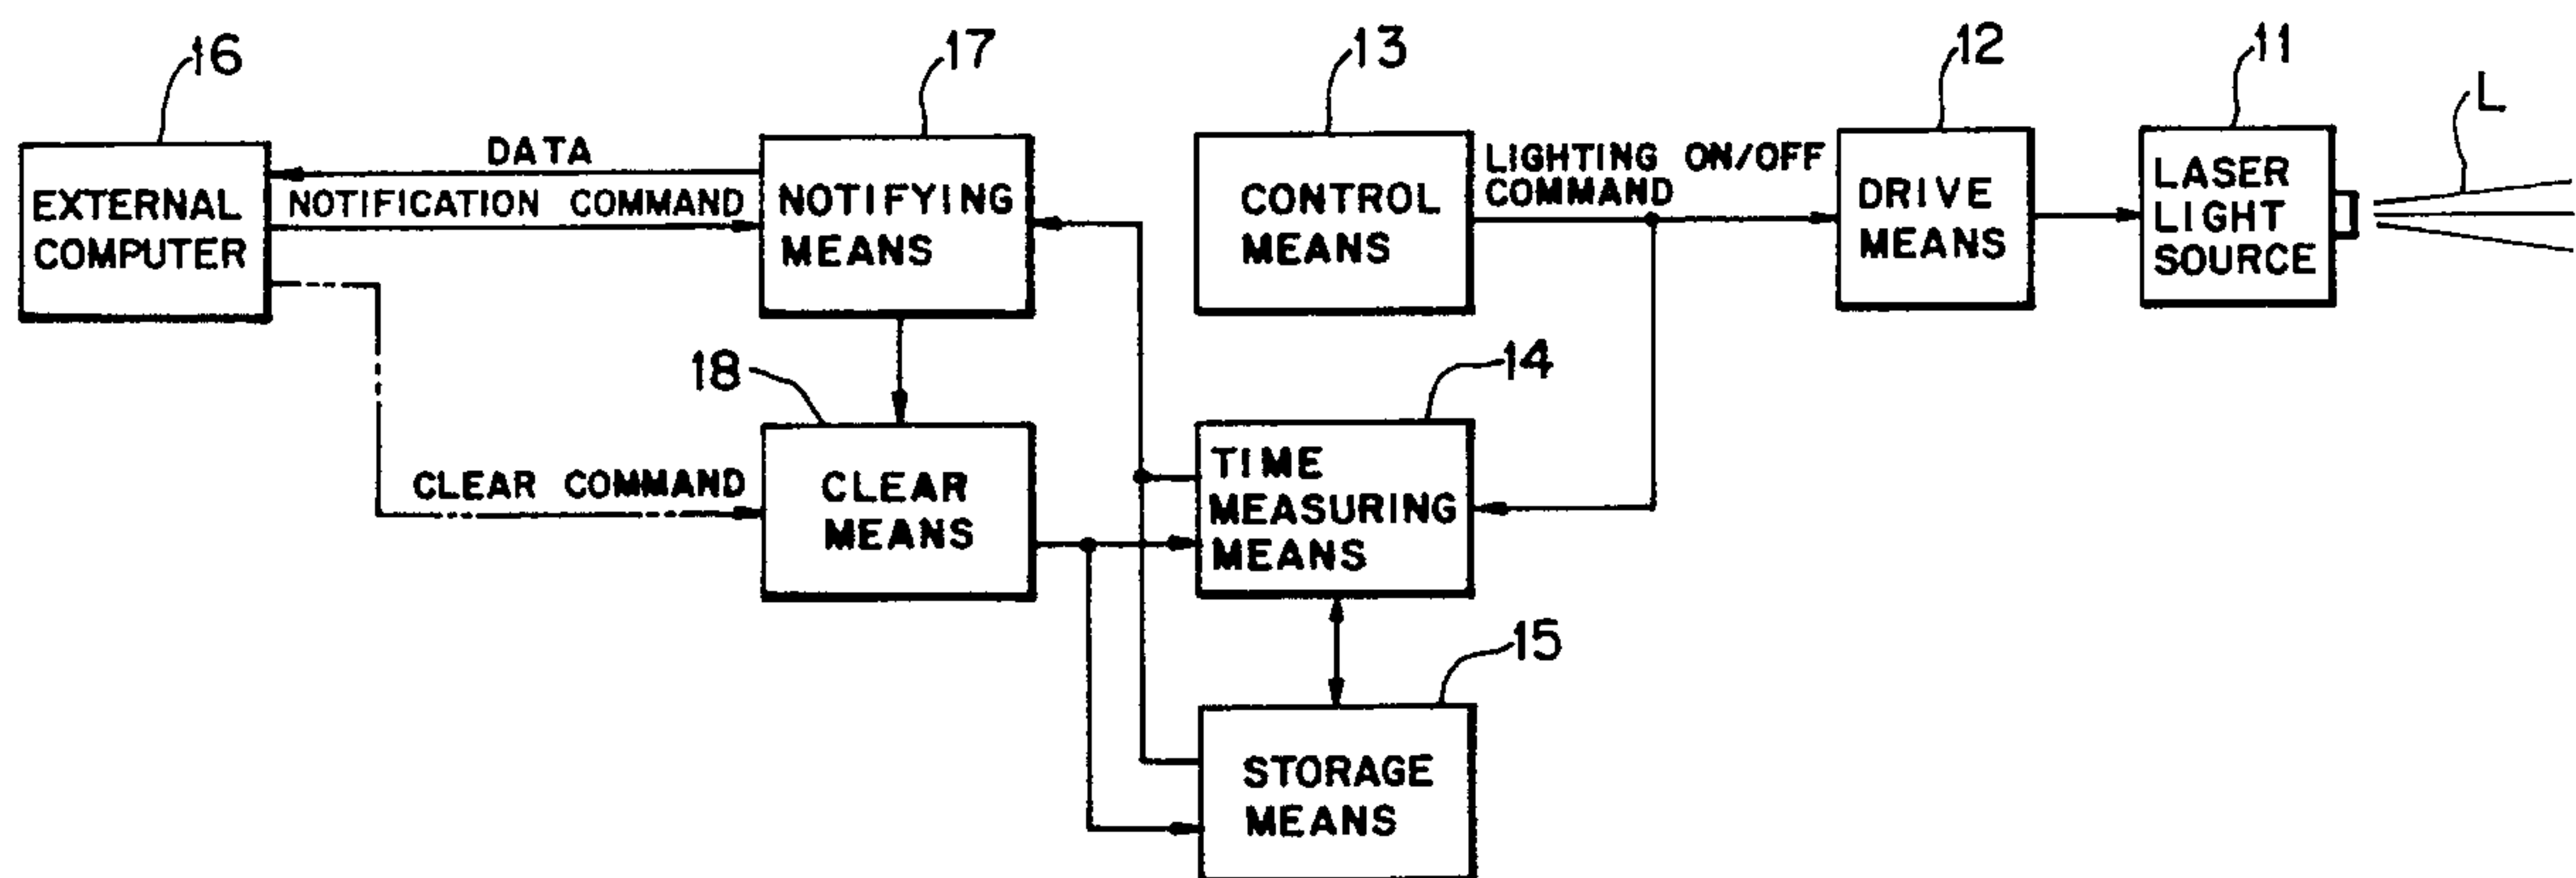 16
17
13
12
11
L
EXTERNAL
COMPUTER
DATA
NOTIFICATION COMMAND
NOTIFYING
MEANS
CONTROL
MEANS
LIGHTING ON/OFF
COMMAND
DRIVE
MEANS
LASER
LIGHT
SOURCE
18
14
CLEAR COMMAND
CLEAR
MEANS
TIME
MEASURING
MEANS
15
STORAGE
MEANS